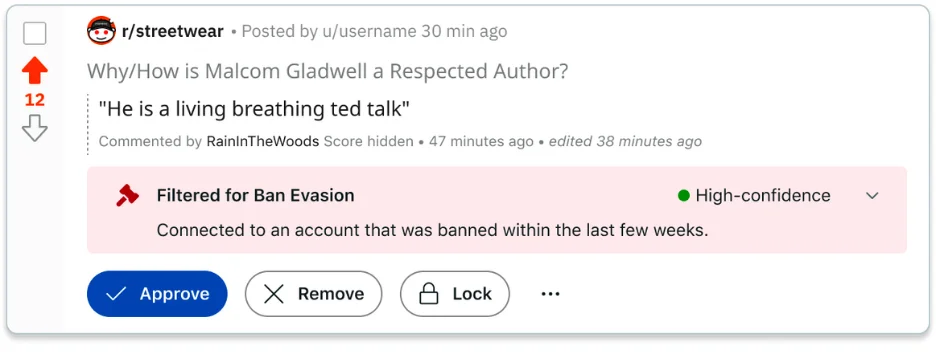 r/streetwear • Posted by u/username 30 min ago
Why/How is Malcom Gladwell a Respected Author?
12
"He is a living breathing ted talk"
Commented by RainInTheWoods Score hidden • 47 minutes ago • edited 38 minutes ago
Filtered for Ban Evasion High-confidence
Connected to an account that was banned within the last few weeks.
Approve Remove Lock ...